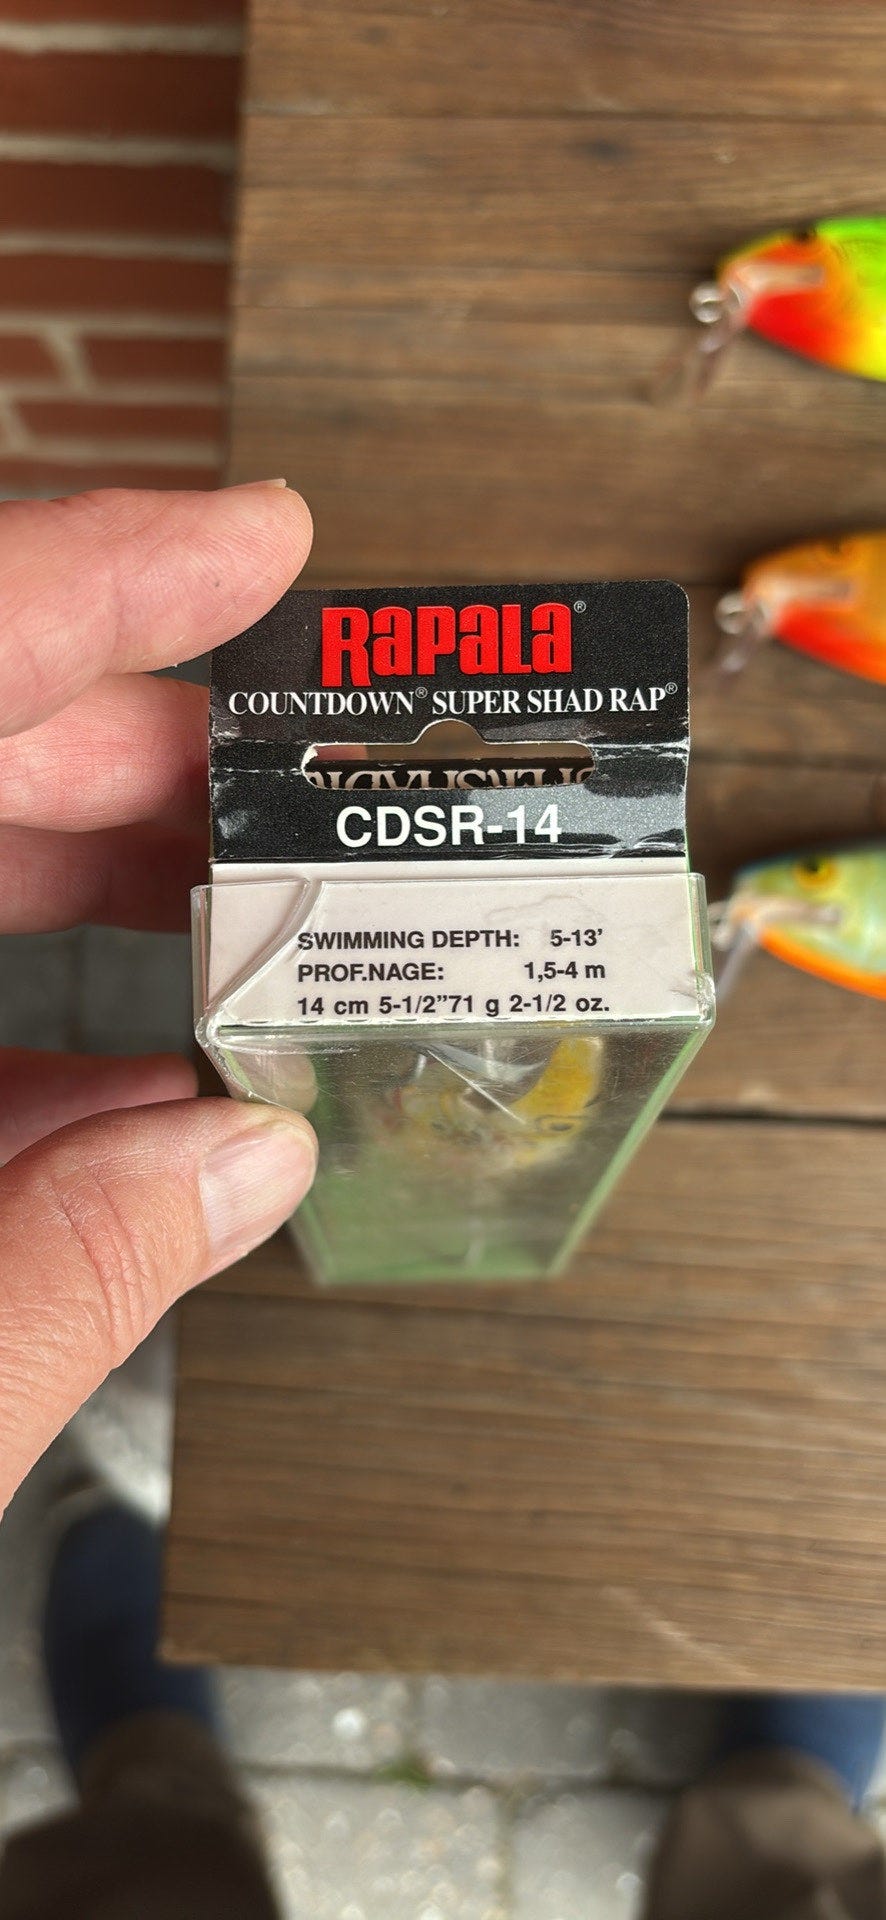 RAPALA®
COUNTDOWN® SUPER SHAD RAP®
CDSR-14
SWIMMING DEPTH: 5-13'
PROF.NAGE: 1,5-4 m
14 cm 5-1/2”71 g 2-1/2 oz.